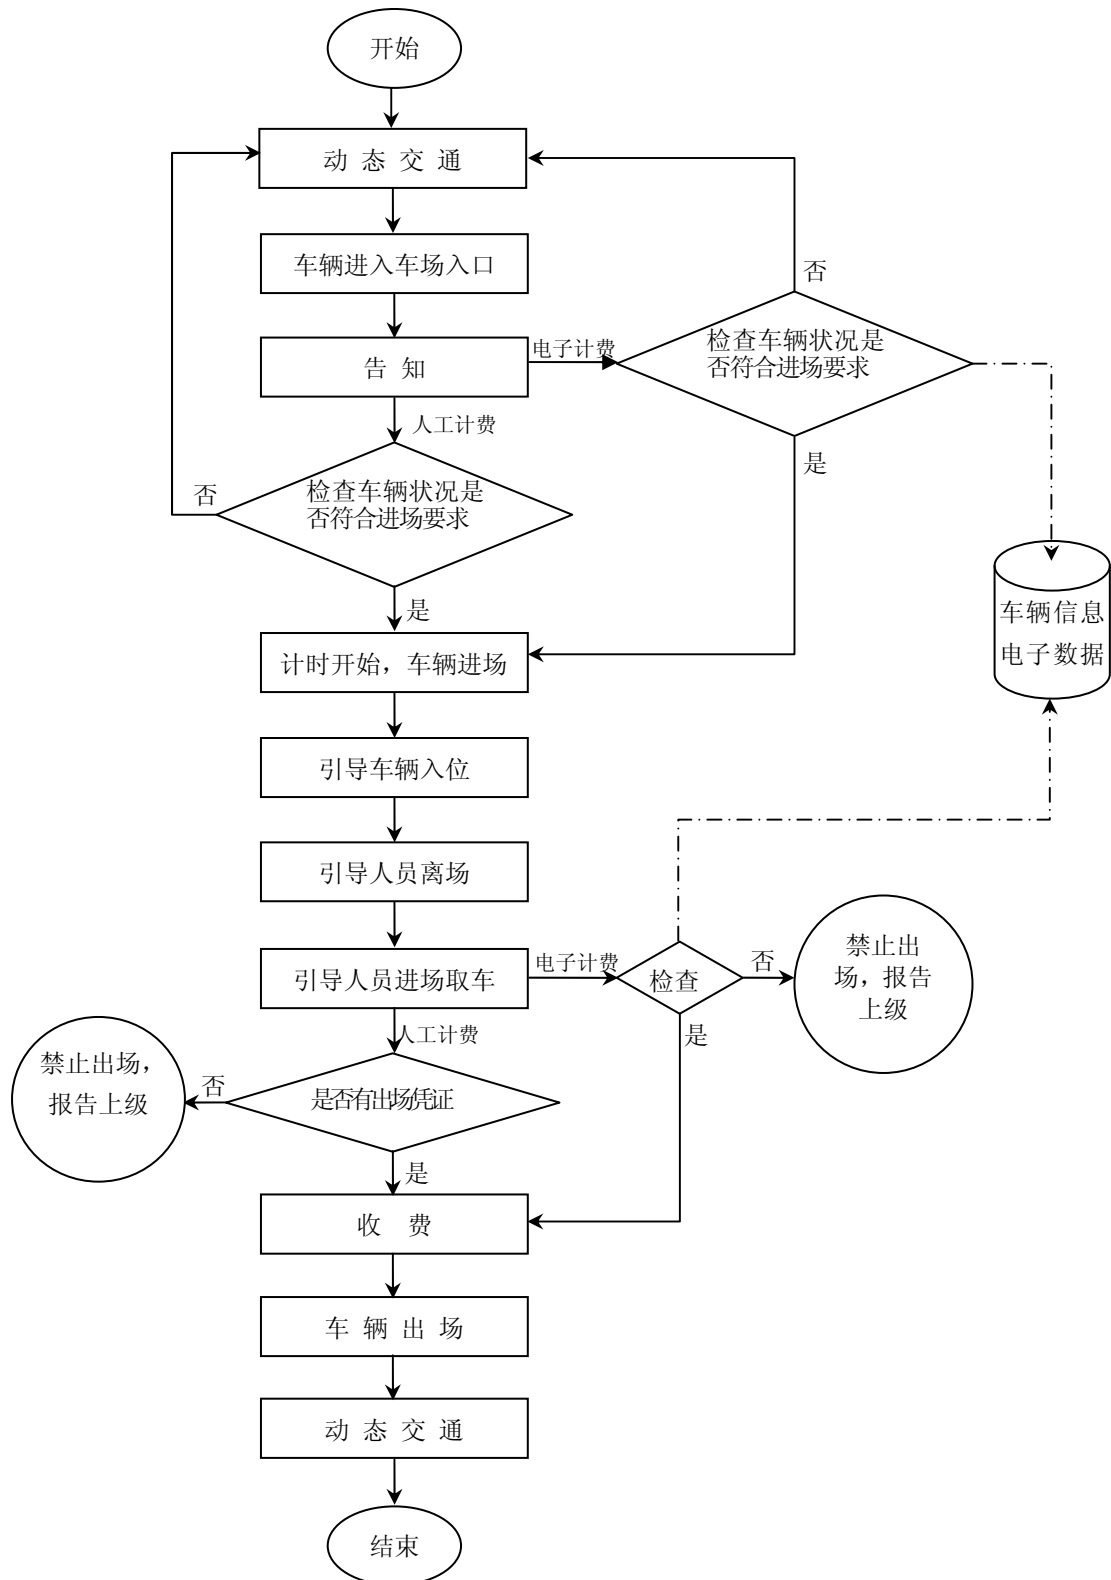 开始
动 态 交 通
车辆进入车场入口
否
告 知
电子计费
检查车辆状况是
否符合进场要求
人工计费
是
否
检查车辆状况是
否符合进场要求
是
车辆信息
电子数据
计时开始，车辆进场
引导车辆入位
引导人员离场
引导人员进场取车
电子计费
检查
否
禁止出
场，报告
上级
人工计费
是
禁止出场，
报告上级
否
是否有出场凭证
是
收 费
车 辆 出 场
动 态 交 通
结束